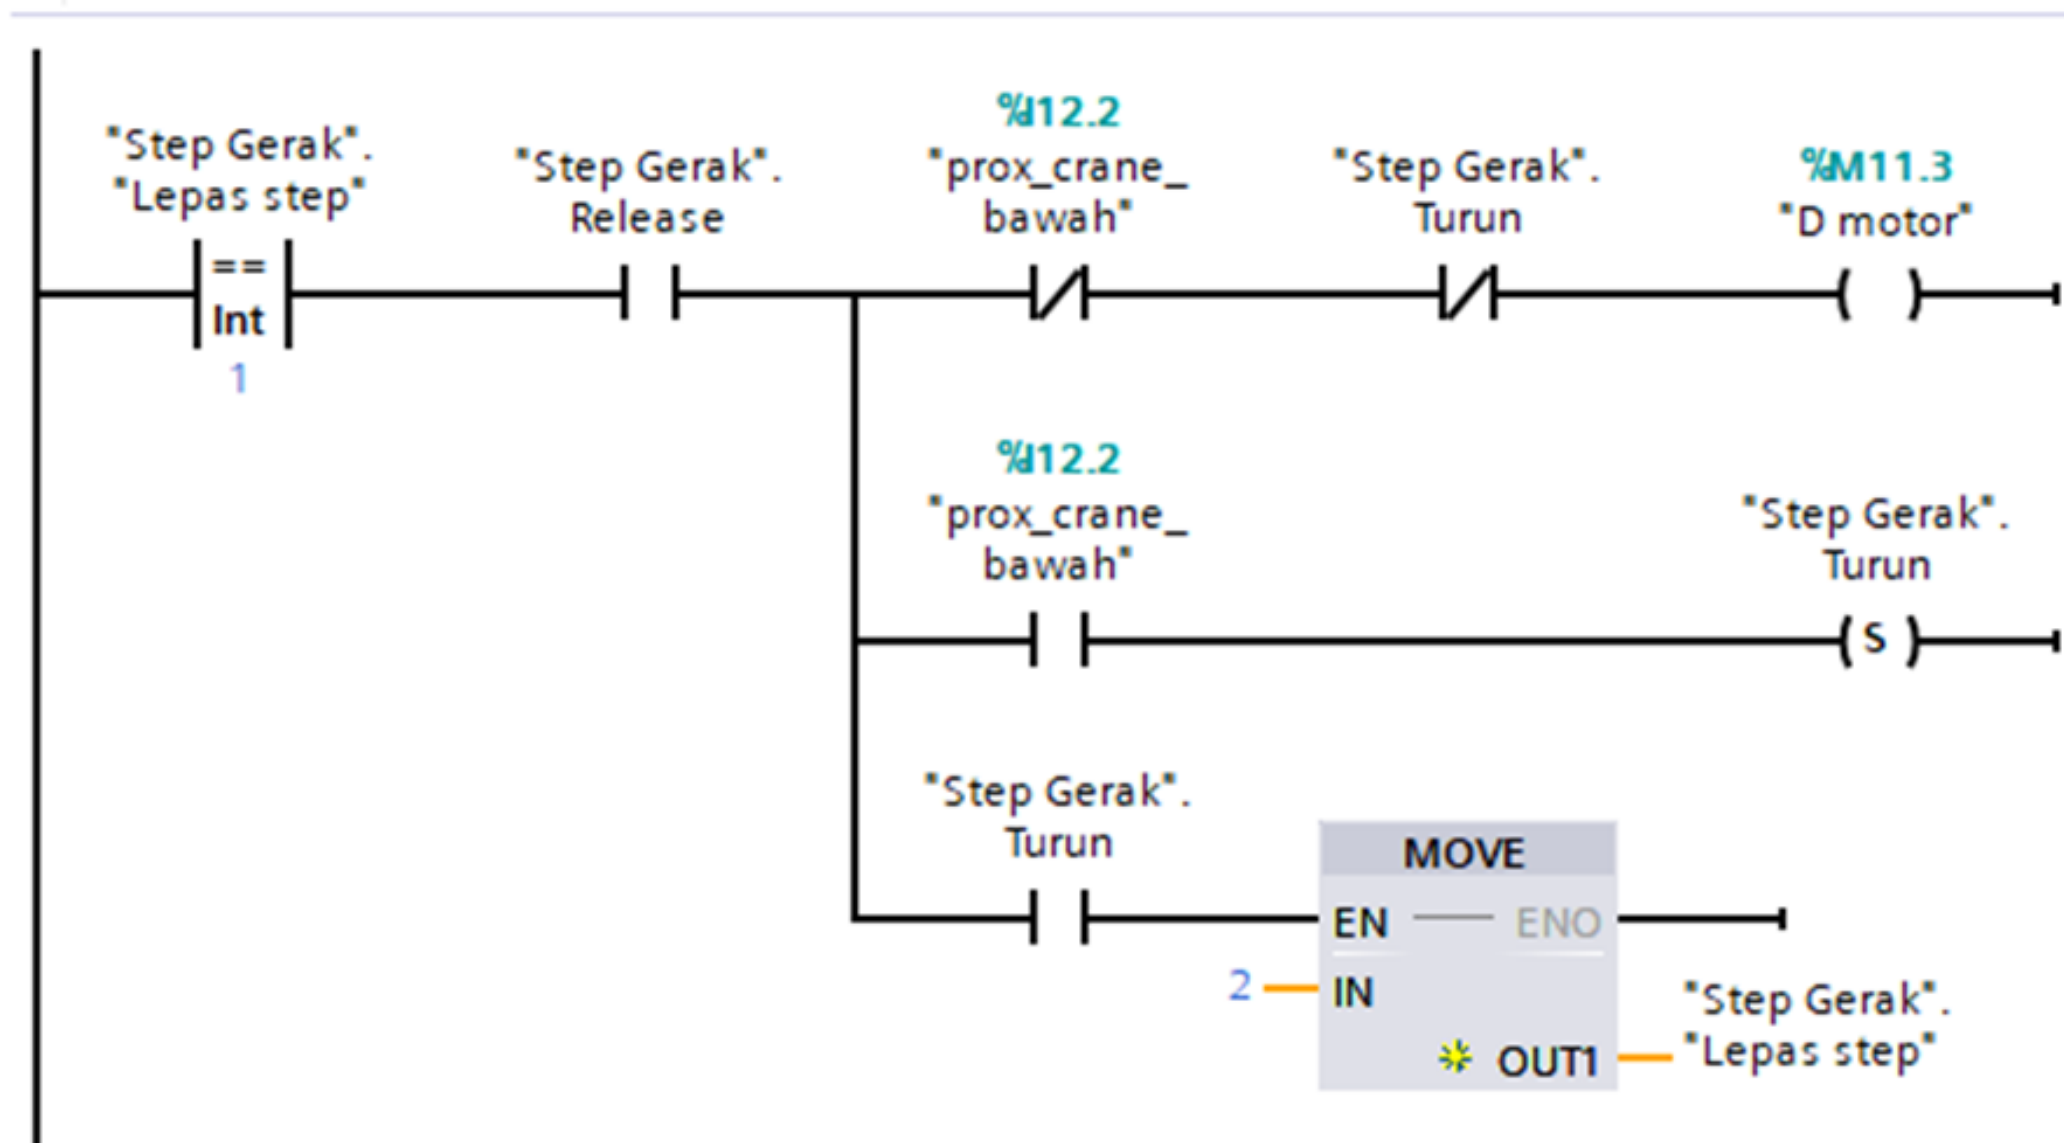 %I12.2
"Step Gerak".
"Lepas step"
"Step Gerak".
Release
"prox_crane_
bawah"
"Step Gerak".
Turun
%M11.3
"D motor"
==
Int
1
%I12.2
"prox_crane_
bawah"
"Step Gerak".
Turun
S
"Step Gerak".
Turun
MOVE
EN ENO
2 IN
OUT1
"Step Gerak".
"Lepas step"